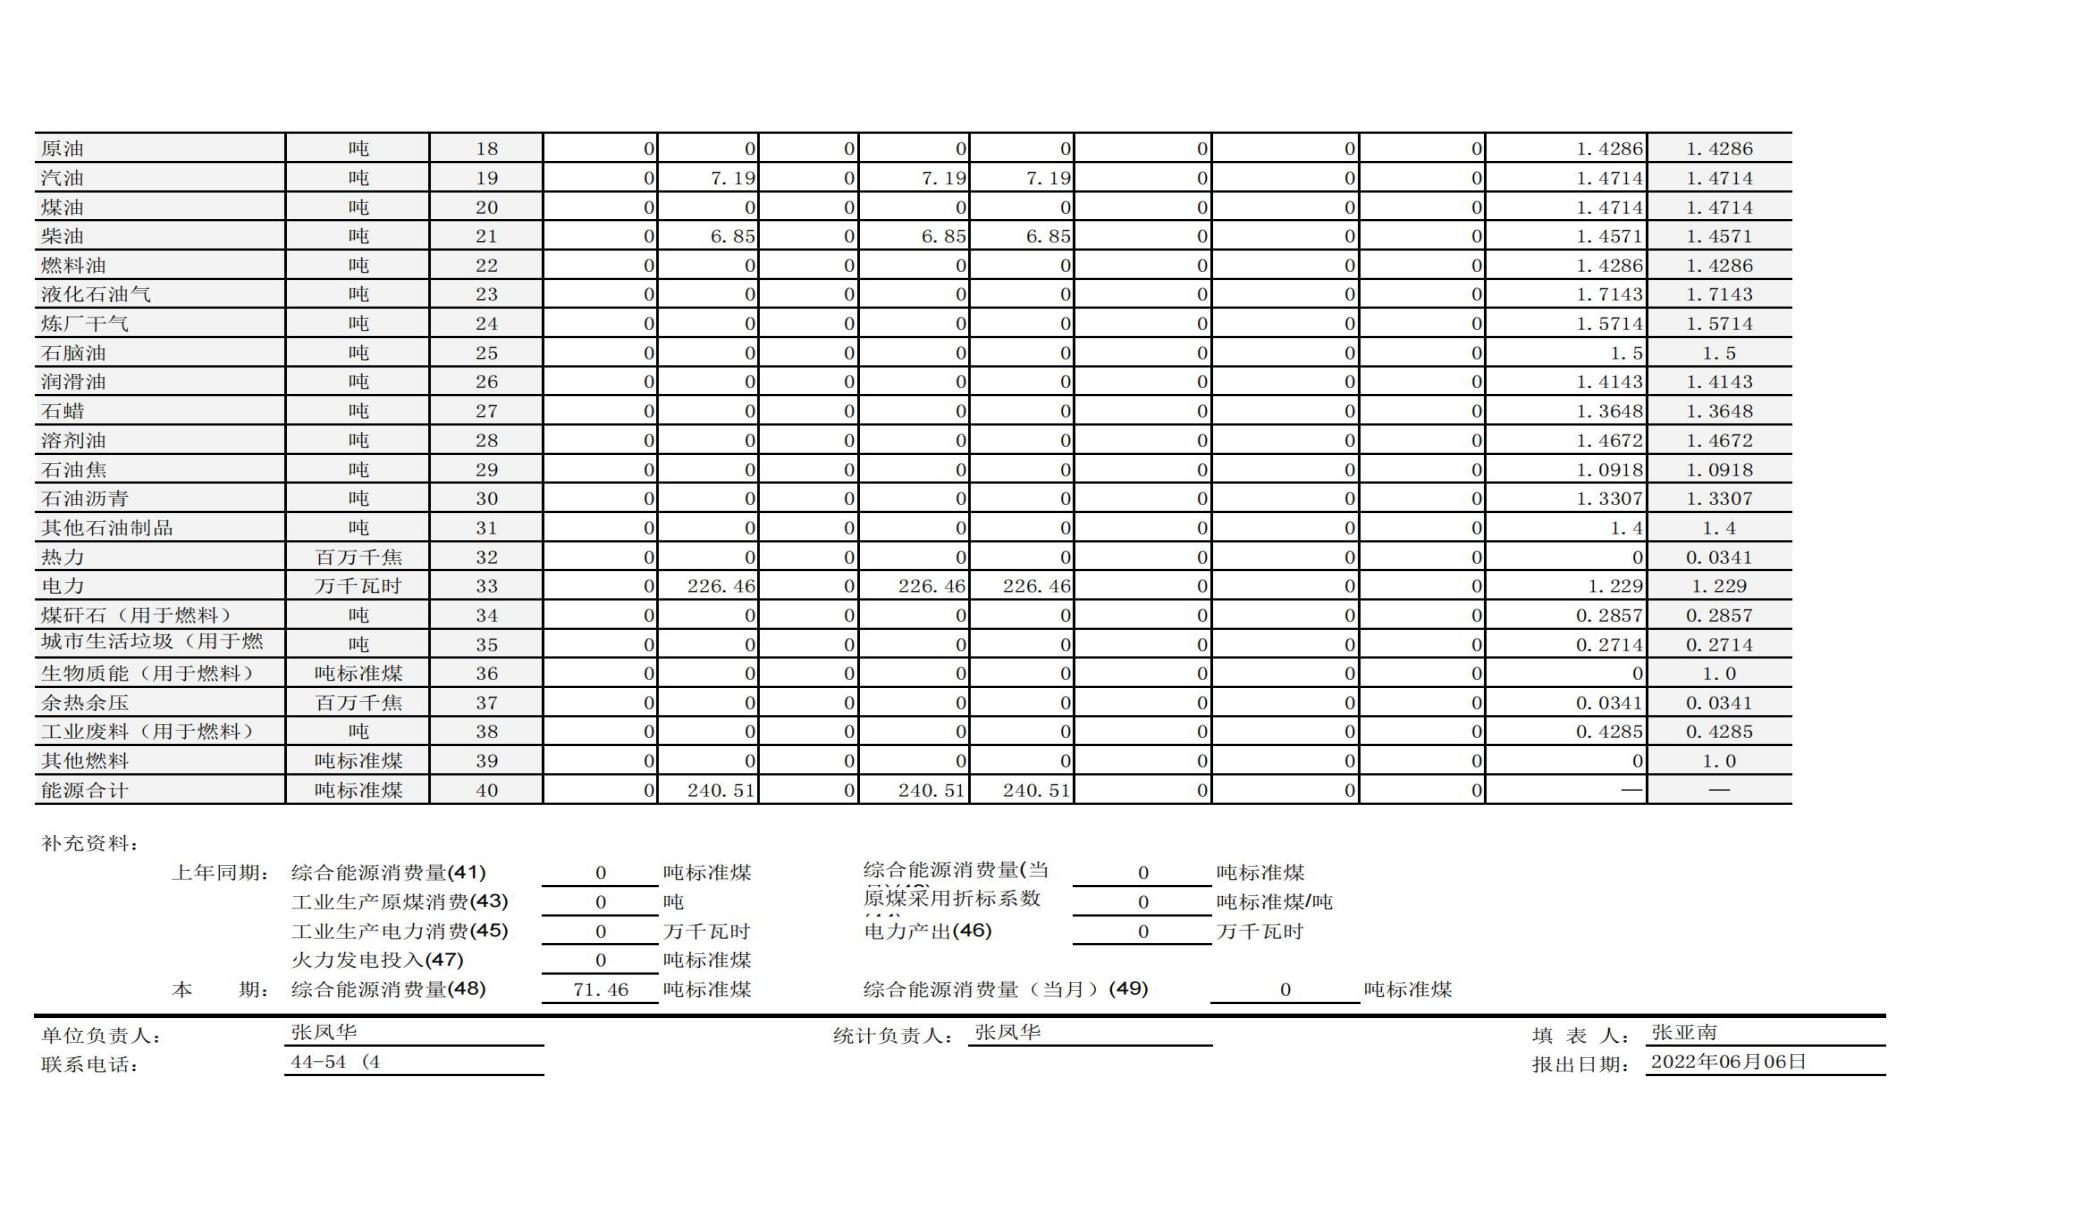 原油 吨 18 0 0 0 0 0 0 0 0 1.4286 1.4286
汽油 吨 19 0 7.19 0 7.19 7.19 0 0 0 1.4714 1.4714
煤油 吨 20 0 0 0 0 0 0 0 0 1.4714 1.4714
柴油 吨 21 0 6.85 0 6.85 6.85 0 0 0 1.4571 1.4571
燃料油 吨 22 0 0 0 0 0 0 0 0 1.4286 1.4286
液化石油气 吨 23 0 0 0 0 0 0 0 0 1.7143 1.7143
炼厂干气 吨 24 0 0 0 0 0 0 0 0 1.5714 1.5714
石脑油 吨 25 0 0 0 0 0 0 0 0 1.5 1.5
润滑油 吨 26 0 0 0 0 0 0 0 0 1.4143 1.4143
石蜡 吨 27 0 0 0 0 0 0 0 0 1.3648 1.3648
溶剂油 吨 28 0 0 0 0 0 0 0 0 1.4672 1.4672
石油焦 吨 29 0 0 0 0 0 0 0 0 1.0918 1.0918
石油沥青 吨 30 0 0 0 0 0 0 0 0 1.3307 1.3307
其他石油制品 吨 31 0 0 0 0 0 0 0 0 1.4 1.4
热力 百万千焦 32 0 0 0 0 0 0 0 0 0 0.0341
电力 万千瓦时 33 0 226.46 0 226.46 226.46 0 0 0 1.229 1.229
煤矸石（用于燃料） 吨 34 0 0 0 0 0 0 0 0 0.2857 0.2857
城市生活垃圾（用于燃 吨 35 0 0 0 0 0 0 0 0 0.2714 0.2714
生物质能（用于燃料） 吨标准煤 36 0 0 0 0 0 0 0 0 0 1.0
余热余压 百万千焦 37 0 0 0 0 0 0 0 0 0.0341 0.0341
工业废料（用于燃料） 吨 38 0 0 0 0 0 0 0 0 0.4285 0.4285
其他燃料 吨标准煤 39 0 0 0 0 0 0 0 0 0 1.0
能源合计 吨标准煤 40 0 240.51 0 240.51 240.51 0 0 0 — —
补充资料：
上年同期： 综合能源消费量(41) 0 吨标准煤 综合能源消费量(当 0 吨标准煤
工业生产原煤消费(43) 0 吨 原煤采用折标系数 0 吨标准煤/吨
工业生产电力消费(45) 0 万千瓦时 电力产出(46) 0 万千瓦时
火力发电投入(47) 0 吨标准煤
本 期： 综合能源消费量(48) 71.46 吨标准煤 综合能源消费量（当月）(49) 0 吨标准煤
单位负责人： 张凤华 统计负责人： 张凤华 填 表 人： 张亚南
联系电话： 44-54 (4 报出日期： 2022年06月06日